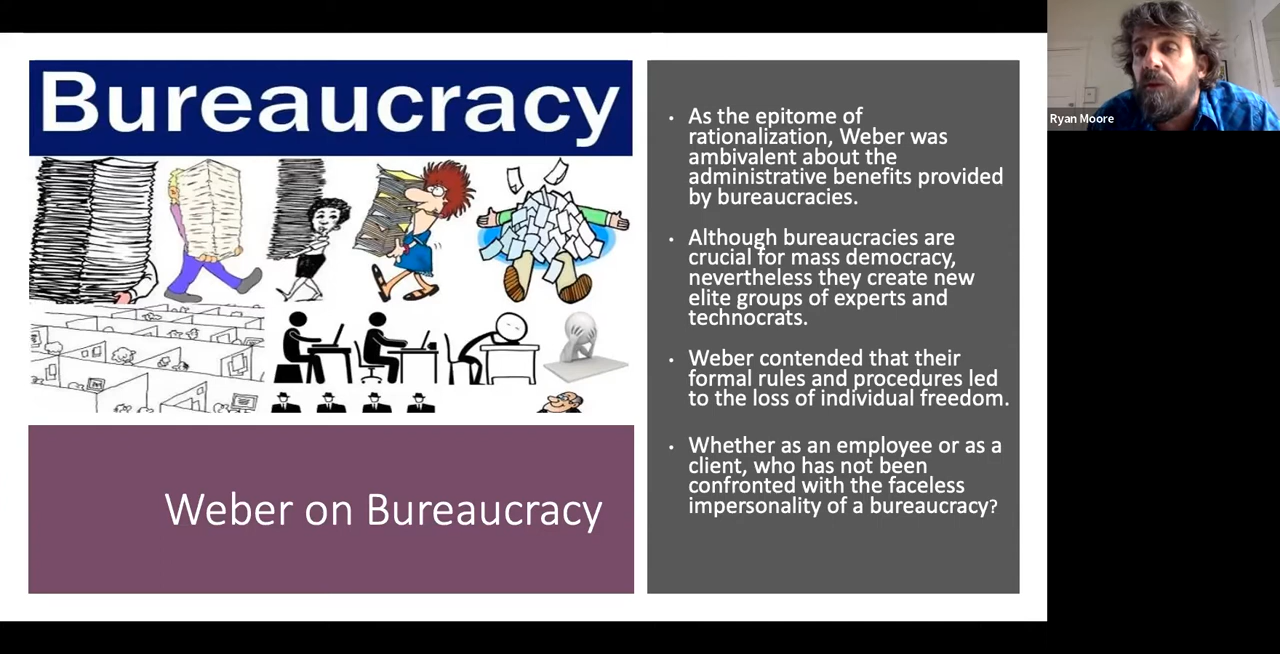 Bureaucracy
Weber on Bureaucracy
• As the epitome of
rationalization, Weber was
ambivalent about the
administrative benefits provided
by bureaucracies.
• Although bureaucracies are
crucial for mass democracy,
nevertheless they create new
elite groups of experts and
technocrats.
• Weber contended that their
formal rules and procedures led
to the loss of individual freedom.
• Whether as an employee or as a
client, who has not been
confronted with the faceless
impersonality of a bureaucracy?
Ryan Moore